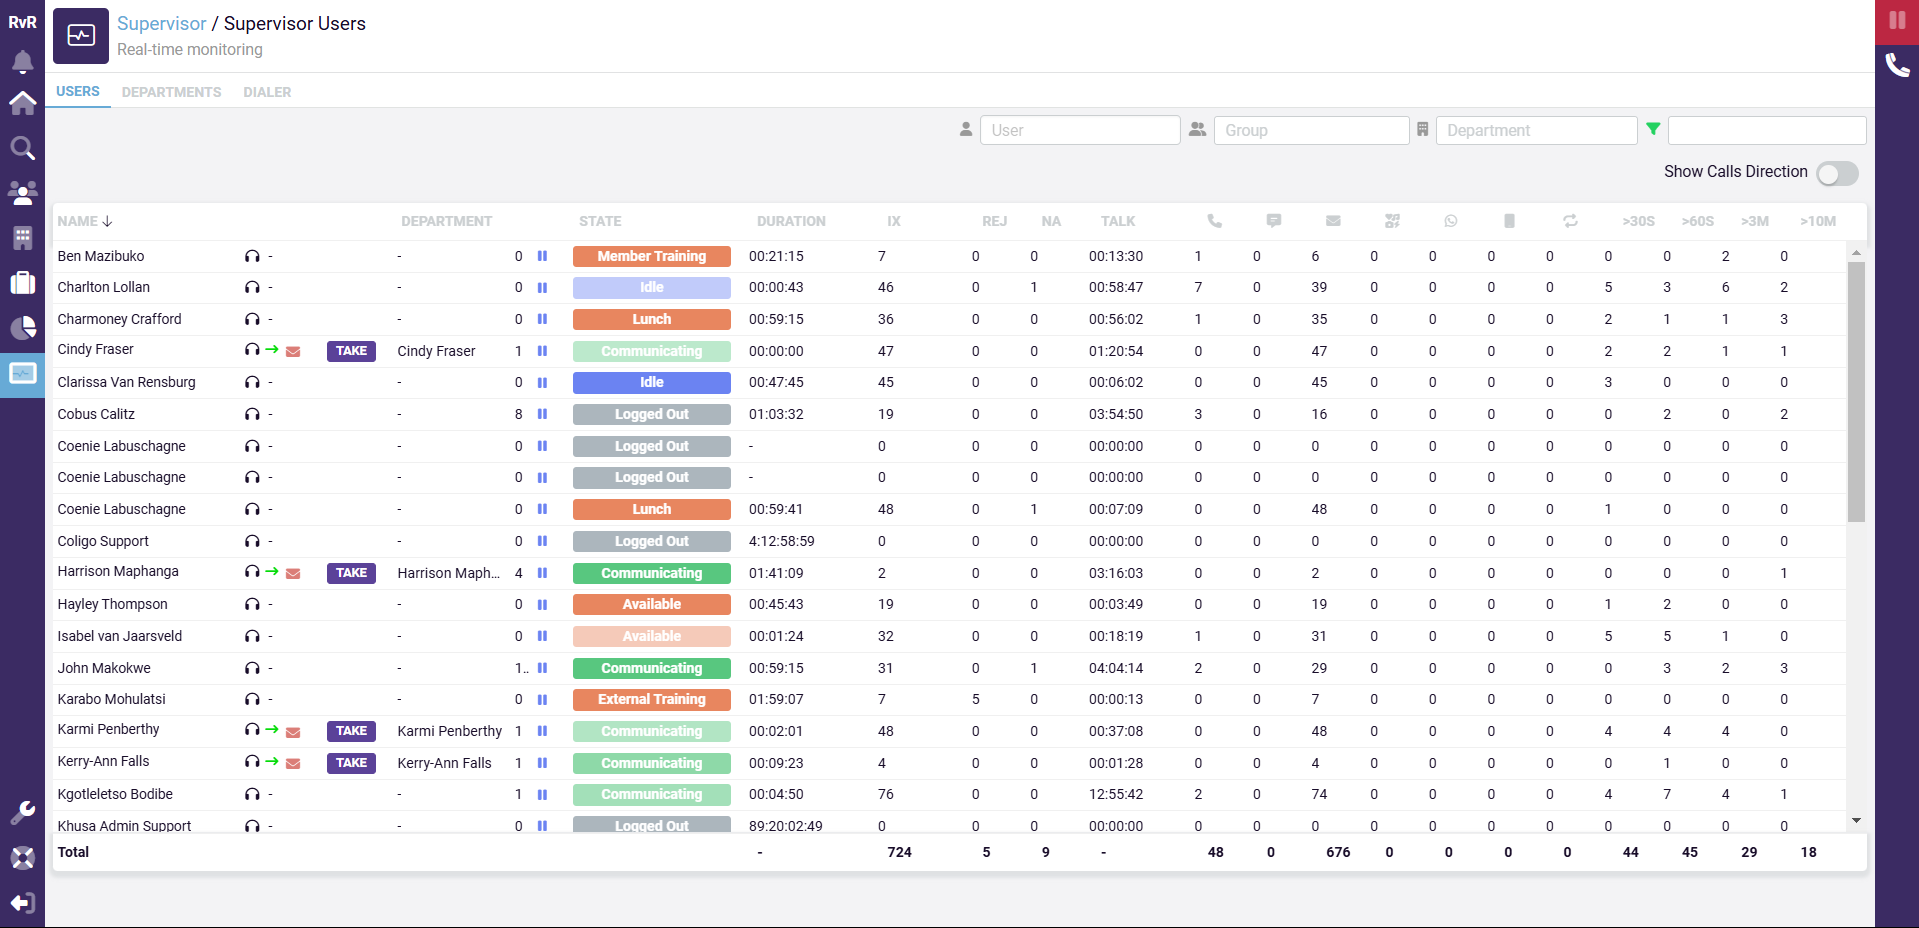 RvR
Supervisor / Supervisor Users
Real-time monitoring
USERS DEPARTMENTS DIALER
User Group Department
Show Calls Direction
NAME DEPARTMENT STATE DURATION IX REJ NA TALK >30S >60S >3M >10M
Ben Mazibuko - - 0 Member Training 00:21:15 7 0 0 00:13:30 1 0 6 0 0 0 0 0 0 2 0
Charlton Lollan - - 0 Idle 00:00:43 46 0 1 00:58:47 7 0 39 0 0 0 0 5 3 6 2
Charmoney Crafford - - 0 Lunch 00:59:15 36 0 0 00:56:02 1 0 35 0 0 0 0 2 1 1 3
Cindy Fraser TAKE Cindy Fraser 1 Communicating 00:00:00 47 0 0 01:20:54 0 0 47 0 0 0 0 2 2 1 1
Clarissa Van Rensburg - - 0 Idle 00:47:45 45 0 0 00:06:02 0 0 45 0 0 0 0 3 0 0 0
Cobus Calitz - - 8 Logged Out 01:03:32 19 0 0 03:54:50 3 0 16 0 0 0 0 0 2 0 2
Coenie Labuschagne - - 0 Logged Out - 0 0 0 00:00:00 0 0 0 0 0 0 0 0 0 0 0
Coenie Labuschagne - - 0 Logged Out - 0 0 0 00:00:00 0 0 0 0 0 0 0 0 0 0 0
Coenie Labuschagne - - 0 Lunch 00:59:41 48 0 1 00:07:09 0 0 48 0 0 0 0 1 0 0 0
Coligo Support - - 0 Logged Out 4:12:58:59 0 0 0 00:00:00 0 0 0 0 0 0 0 0 0 0 0
Harrison Maphanga TAKE Harrison Maph... 4 Communicating 01:41:09 2 0 0 03:16:03 0 0 2 0 0 0 0 0 0 0 1
Hayley Thompson - - 0 Available 00:45:43 19 0 0 00:03:49 0 0 19 0 0 0 0 1 2 0 0
Isabel van Jaarsveld - - 0 Available 00:01:24 32 0 0 00:18:19 1 0 31 0 0 0 0 5 5 1 0
John Makokwe - - 1.. Communicating 00:59:15 31 0 1 04:04:14 2 0 29 0 0 0 0 0 3 2 3
Karabo Mohulatsi - - 0 External Training 01:59:07 7 5 0 00:00:13 0 0 7 0 0 0 0 0 0 0 0
Karmi Penberthy TAKE Karmi Penberthy 1 Communicating 00:02:01 48 0 0 00:37:08 0 0 48 0 0 0 0 4 4 4 0
Kerry-Ann Falls TAKE Kerry-Ann Falls 1 Communicating 00:09:23 4 0 0 00:01:28 0 0 4 0 0 0 0 0 1 0 0
Kgotleletso Bodibe - - 1 Communicating 00:04:50 76 0 0 12:55:42 2 0 74 0 0 0 0 4 7 4 1
Khusa Admin Support - - 0 Logged Out 89:20:02:49 0 0 0 00:00:00 0 0 0 0 0 0 0 0 0 0 0
Total - 724 5 9 - 48 0 676 0 0 0 0 44 45 29 18